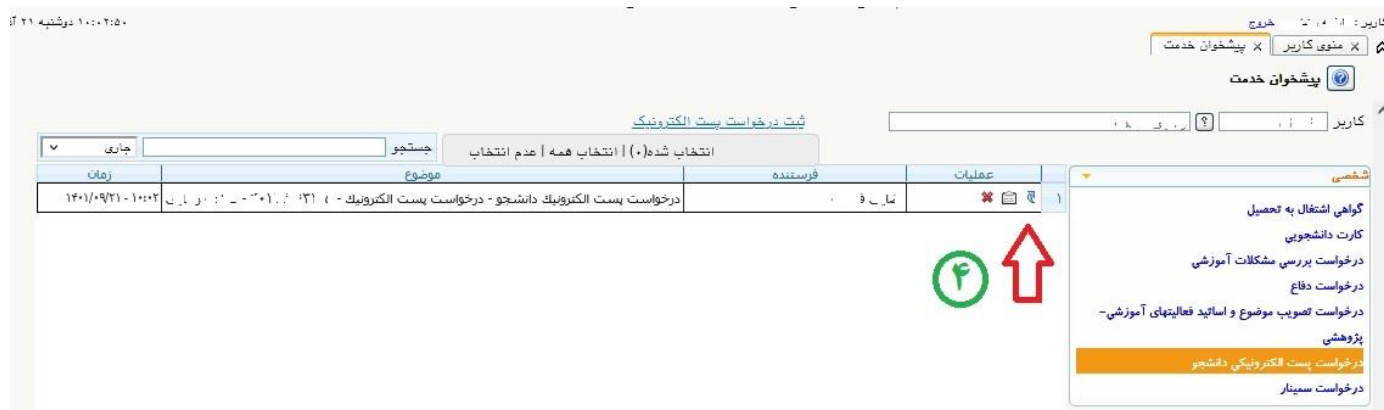 کاربر : خروج
۱۰:۰۲:۵۰ دوشنبه ۲۱
منوی کاربر x پیشخوان خدمت x
پیشخوان خدمت
کاربر
ثبت درخواست پست الکترونیک
انتخاب شده(۰) | انتخاب همه | عدم انتخاب جستجو جاری
عملیات فرستنده موضوع زمان
۱ درخواست پست الکترونیك دانشجو - درخواست پست الکترونیك - ۱۴۰۱/۰۹/۲۱ - ۱۰:۰۲
۴
شخصی
گواهی اشتغال به تحصیل
کارت دانشجویی
درخواست بررسی مشکلات آموزشی
درخواست دفاع
درخواست تصویب موضوع و اساتید فعالیتهای آموزشی-
پژوهشی
درخواست پست الکترونیکی دانشجو
درخواست سمینار